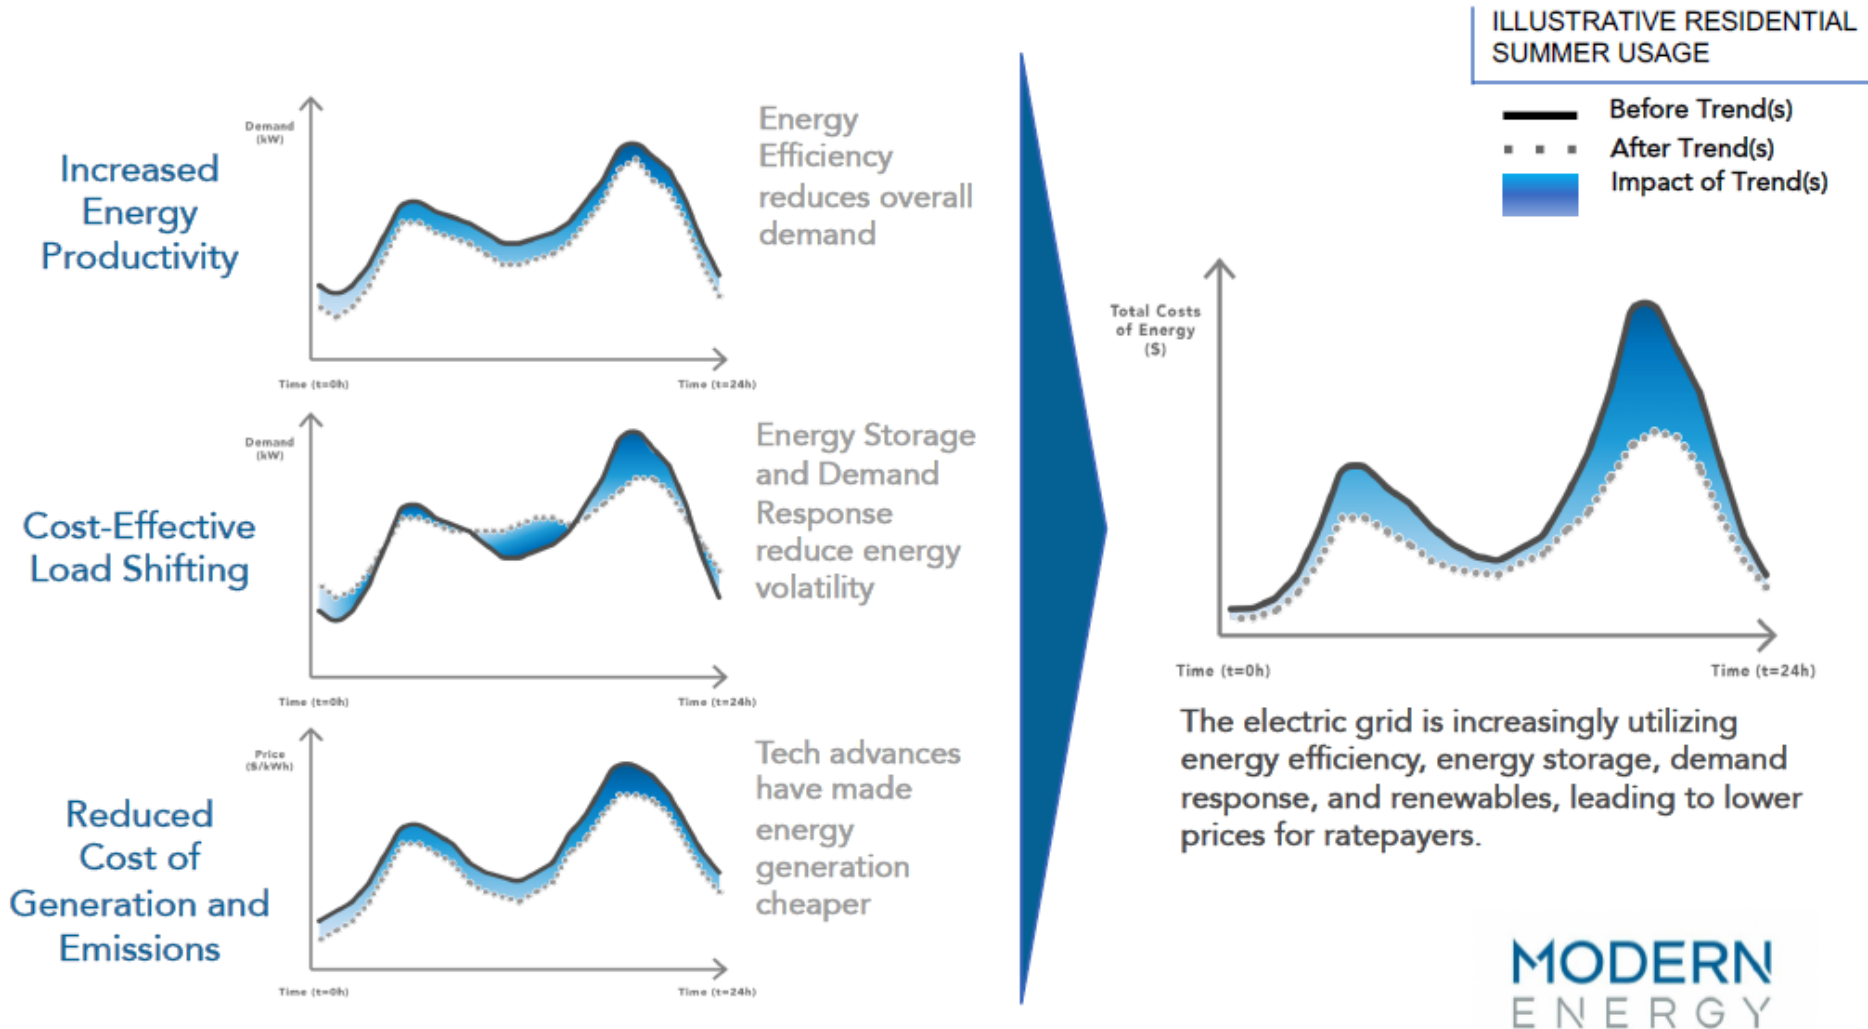 ILLUSTRATIVE RESIDENTIAL
SUMMER USAGE
Before Trend(s)
After Trend(s)
Impact of Trend(s)
Increased
Energy
Productivity
Demand
(kW)
Time (t=0h)
Time (t=24h)
Energy
Efficiency
reduces overall
demand
Cost-Effective
Load Shifting
Demand
(kW)
Time (t=0h)
Time (t=24h)
Energy Storage
and Demand
Response
reduce energy
volatility
Reduced
Cost of
Generation and
Emissions
Price
($/kWh)
Time (t=0h)
Time (t=24h)
Tech advances
have made
energy
generation
cheaper
Total Costs
of Energy
($)
Time (t=0h)
Time (t=24h)
The electric grid is increasingly utilizing
energy efficiency, energy storage, demand
response, and renewables, leading to lower
prices for ratepayers.
MODERN
ENERGY